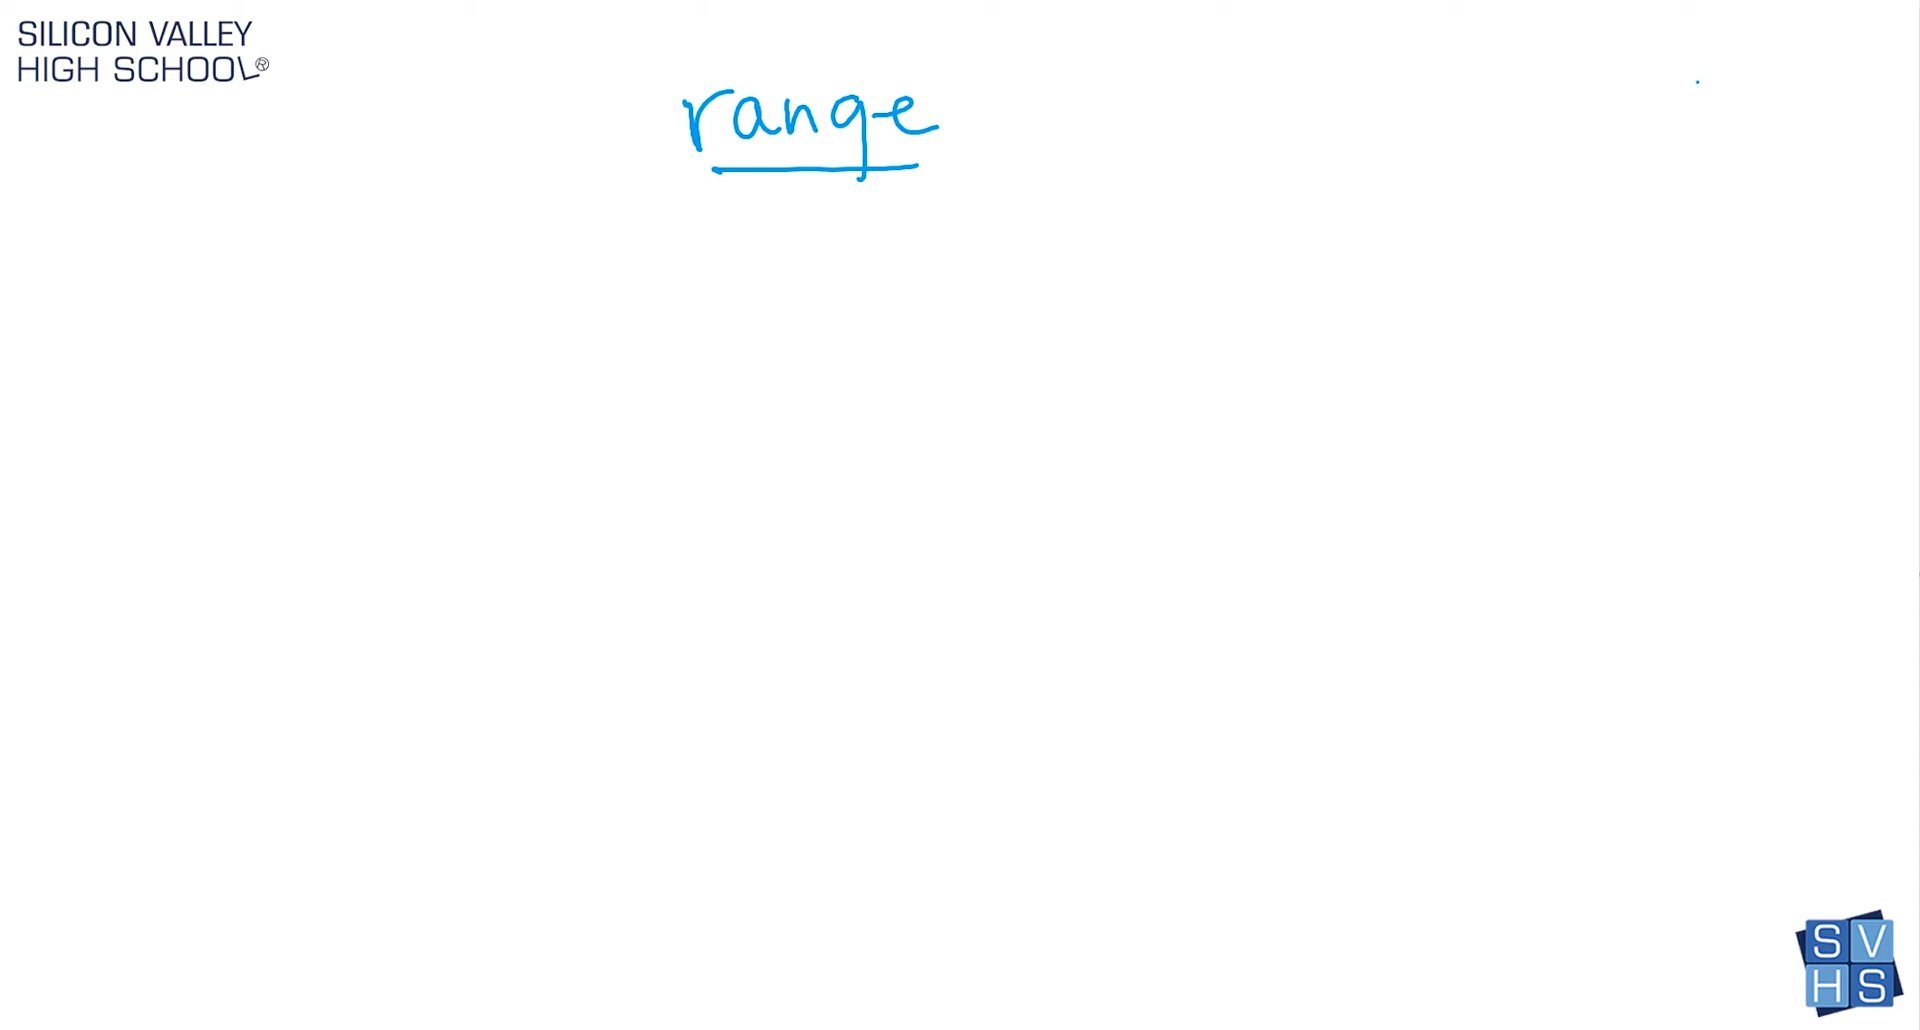 SILICON VALLEY
HIGH SCHOOL®
range
S V
H S